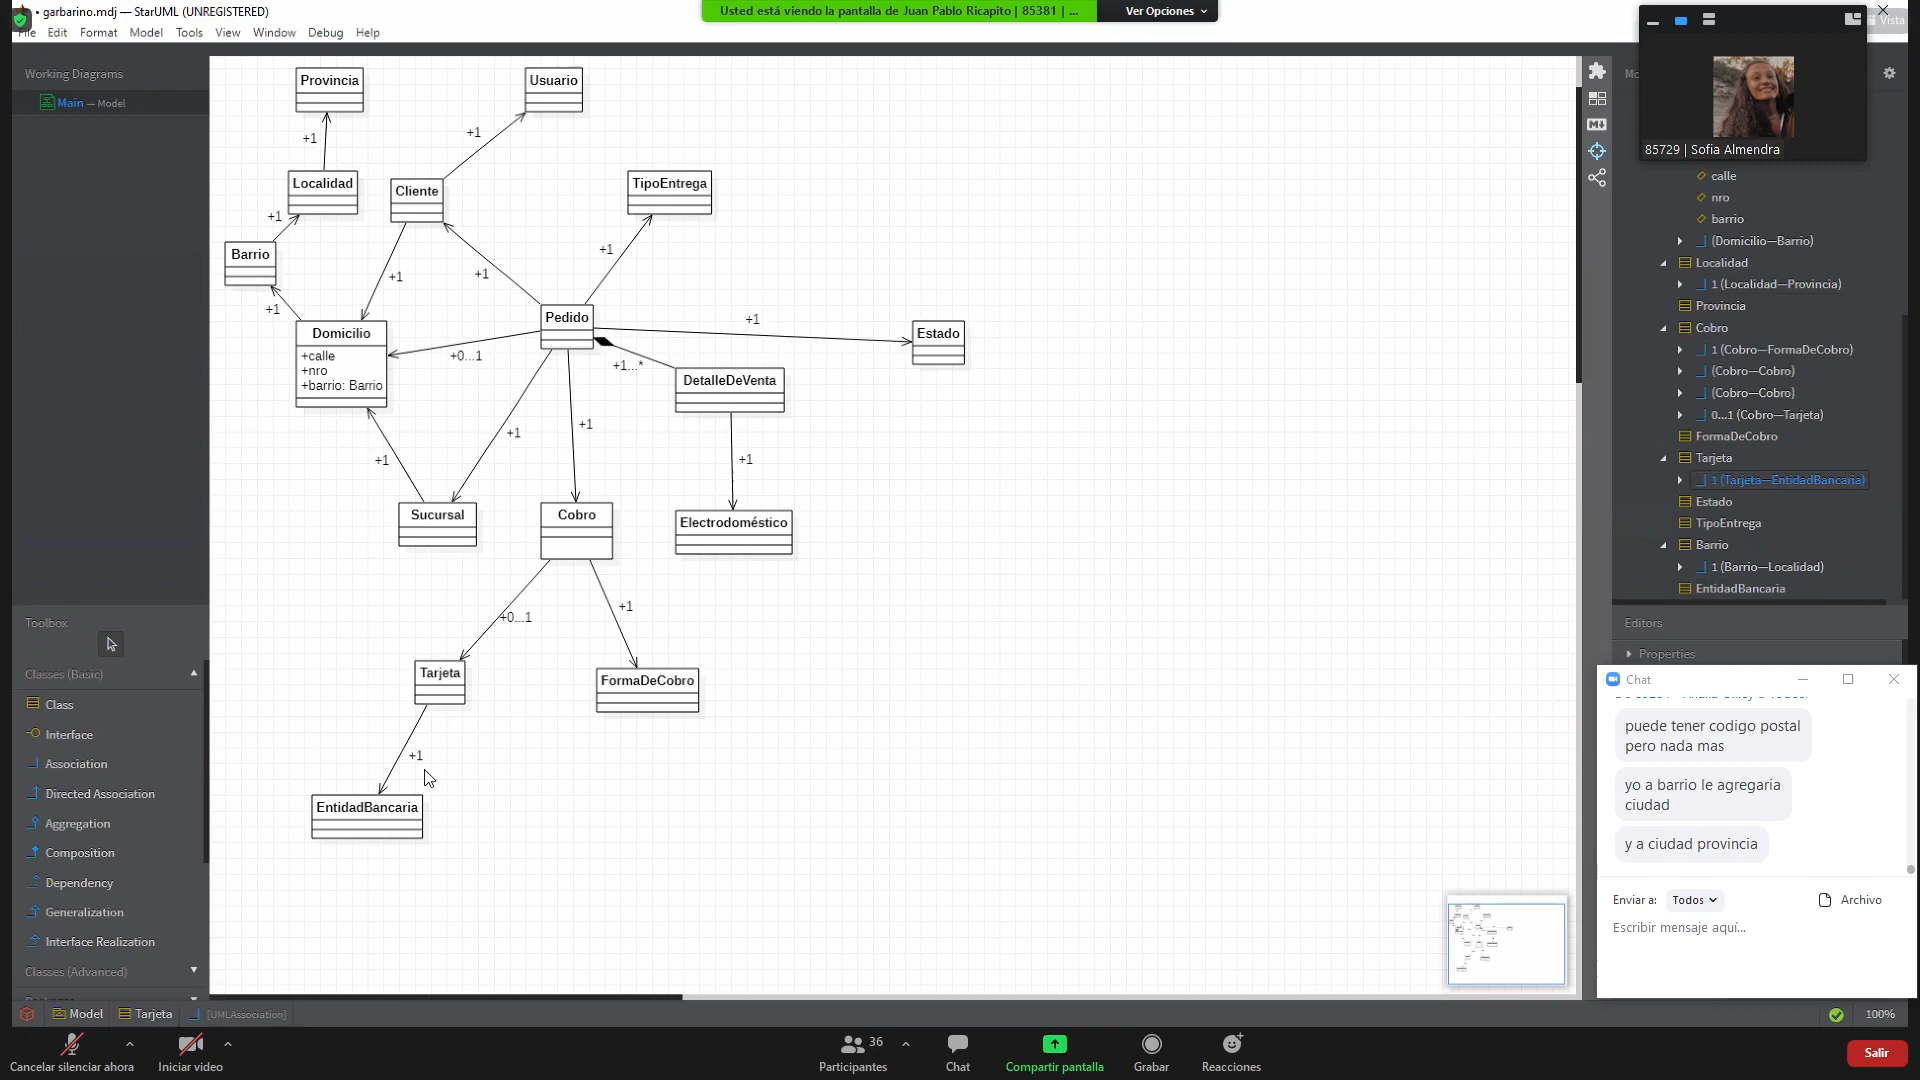 • garbarino.mdj — StarUML (UNREGISTERED)
Usted está viendo la pantalla de Juan Pablo Ricapito | 85381 | ...
Ver Opciones
Vista
File Edit Format Model Tools View Window Debug Help
Working Diagrams
Main — Model
Provincia
Usuario
+1
+1
Localidad
Cliente
TipoEntrega
+1
Barrio
+1
+1
+1
+1
Pedido
Domicilio
+calle
+nro
+barrio: Barrio
+0...1
+1
Estado
+1...*
DetalleDeVenta
+1
+1
+1
+1
Sucursal
Cobro
Electrodoméstico
+0...1
+1
Tarjeta
FormaDeCobro
+1
EntidadBancaria
Toolbox
Classes (Basic)
Class
Interface
Association
Directed Association
Aggregation
Composition
Dependency
Generalization
Interface Realization
Classes (Advanced)
85729 | Sofia Almendra
calle
nro
barrio
(Domicilio—Barrio)
Localidad
1 (Localidad—Provincia)
Provincia
Cobro
1 (Cobro—FormaDeCobro)
(Cobro—Cobro)
(Cobro—Cobro)
0...1 (Cobro—Tarjeta)
FormaDeCobro
Tarjeta
1 (Tarjeta—EntidadBancaria)
Estado
TipoEntrega
Barrio
1 (Barrio—Localidad)
EntidadBancaria
Editors
Properties
Chat
puede tener codigo postal
pero nada mas
yo a barrio le agregaria
ciudad
y a ciudad provincia
Enviar a: Todos
Archivo
Escribir mensaje aquí...
Model Tarjeta [UMLAssociation]
100%
Cancelar silenciar ahora
Iniciar video
Participantes
36
Chat
Compartir pantalla
Grabar
Reacciones
Salir